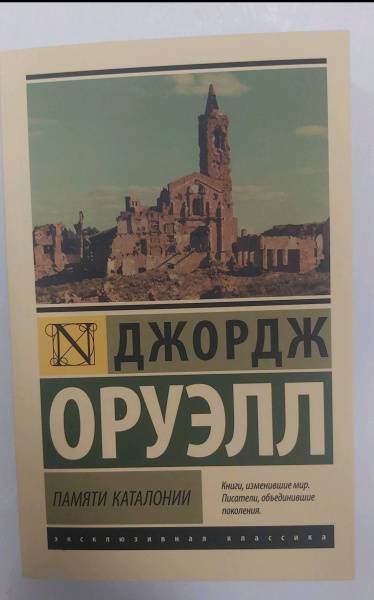 N
ДЖОРДЖ
ОРУЭЛЛ
ПАМЯТИ КАТАЛОНИИ
Книги, изменившие мир.
Писатели, объединившие
поколения.
эксклюзивная классика